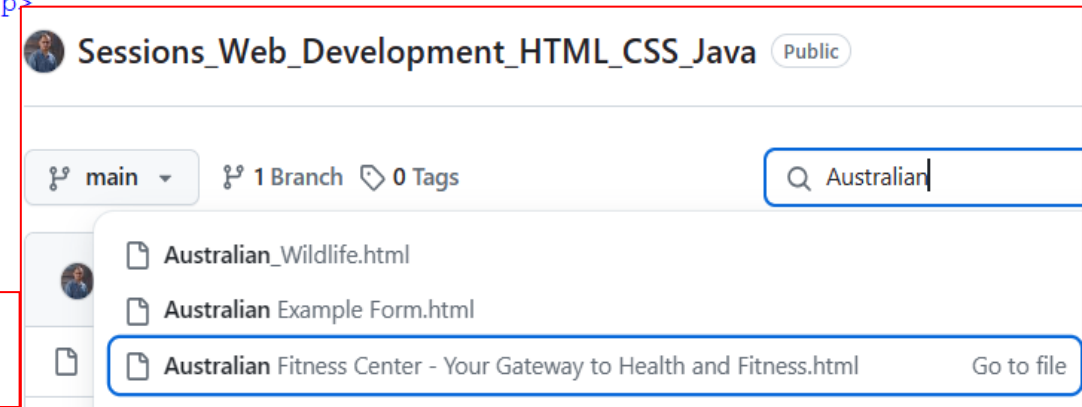 p>
Sessions_Web_Development_HTML_CSS_Java Public
main 1 Branch 0 Tags Australian
Australian_Wildlife.html
Australian Example Form.html
Australian Fitness Center - Your Gateway to Health and Fitness.html Go to file